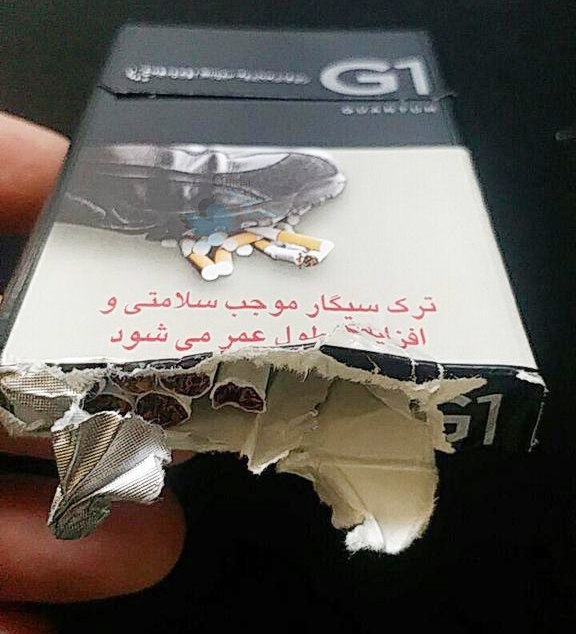 G1
ترک سیگار موجب سلامتی و
افزایش طول عمر می شود
G1